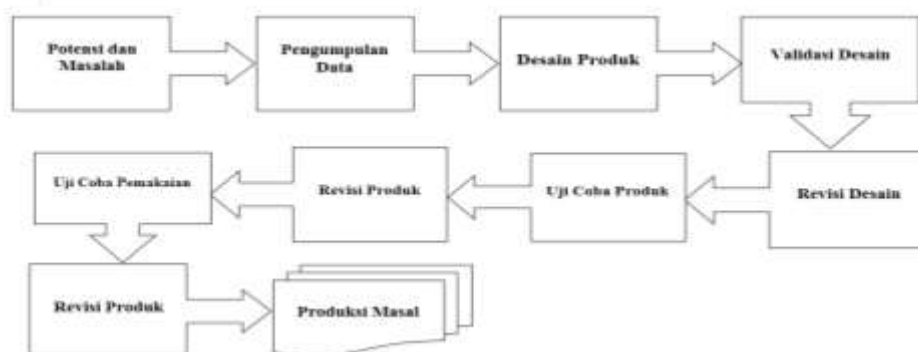 Potensi dan
Masalah
Pengumpulan
Data
Desain Produk
Validasi Desain
Revisi Desain
Uji Coba Produk
Revisi Produk
Uji Coba Pemakaian
Revisi Produk
Produksi Masal